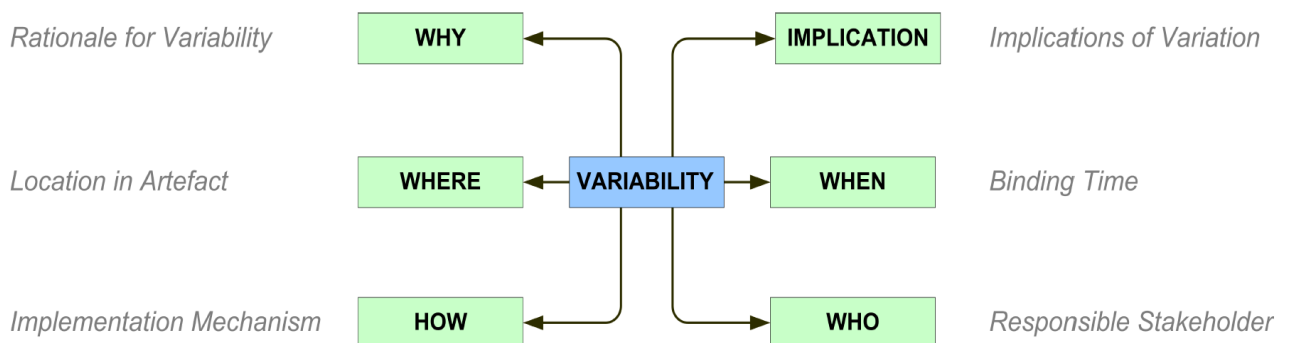 Rationale for Variability WHY IMPLICATION Implications of Variation
Location in Artefact WHERE VARIABILITY WHEN Binding Time
Implementation Mechanism HOW WHO Responsible Stakeholder